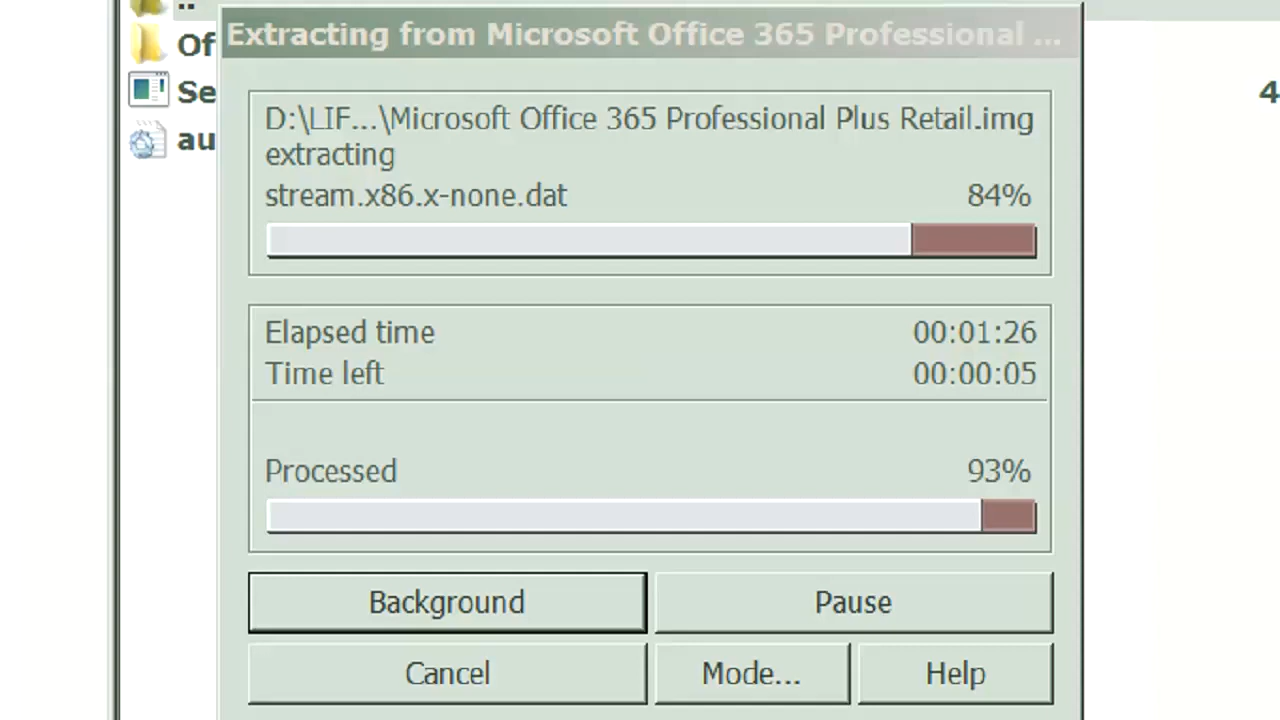 ..
Extracting from Microsoft Office 365 Professional ...
Of
D:\LIF...\Microsoft Office 365 Professional Plus Retail.img
Se
4
extracting
au
stream.x86.x-none.dat 84%
Elapsed time 00:01:26
Time left 00:00:05
Processed 93%
Background Pause
Cancel Mode... Help